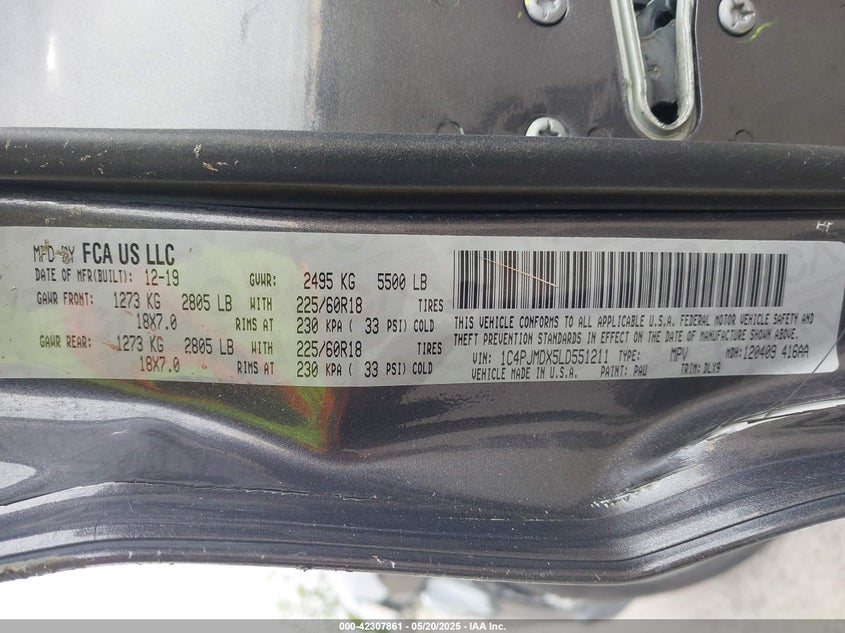 MFD BY FCA US LLC
DATE OF MFR(BUILT): 12-19 GVWR: 2495 KG 5500 LB
GAWR FRONT: 1273 KG 2805 LB WITH 225/60R18 TIRES
18X7.0 RIMS AT 230 KPA ( 33 PSI) COLD
GAWR REAR: 1273 KG 2805 LB WITH 225/60R18 TIRES
18X7.0 RIMS AT 230 KPA ( 33 PSI) COLD
THIS VEHICLE CONFORMS TO ALL APPLICABLE U.S.A. FEDERAL MOTOR VEHICLE SAFETY AND
THEFT PREVENTION STANDARDS IN EFFECT ON THE DATE OF MANUFACTURE SHOWN ABOVE.
VIN: 1C4PJMDX5LD551211 TYPE: MPV MDH: 120409 416AA
VEHICLE MADE IN U.S.A. PAINT: PAU TRIM: DLX9
000-42307861 - 05/20/2025 - IAA Inc.